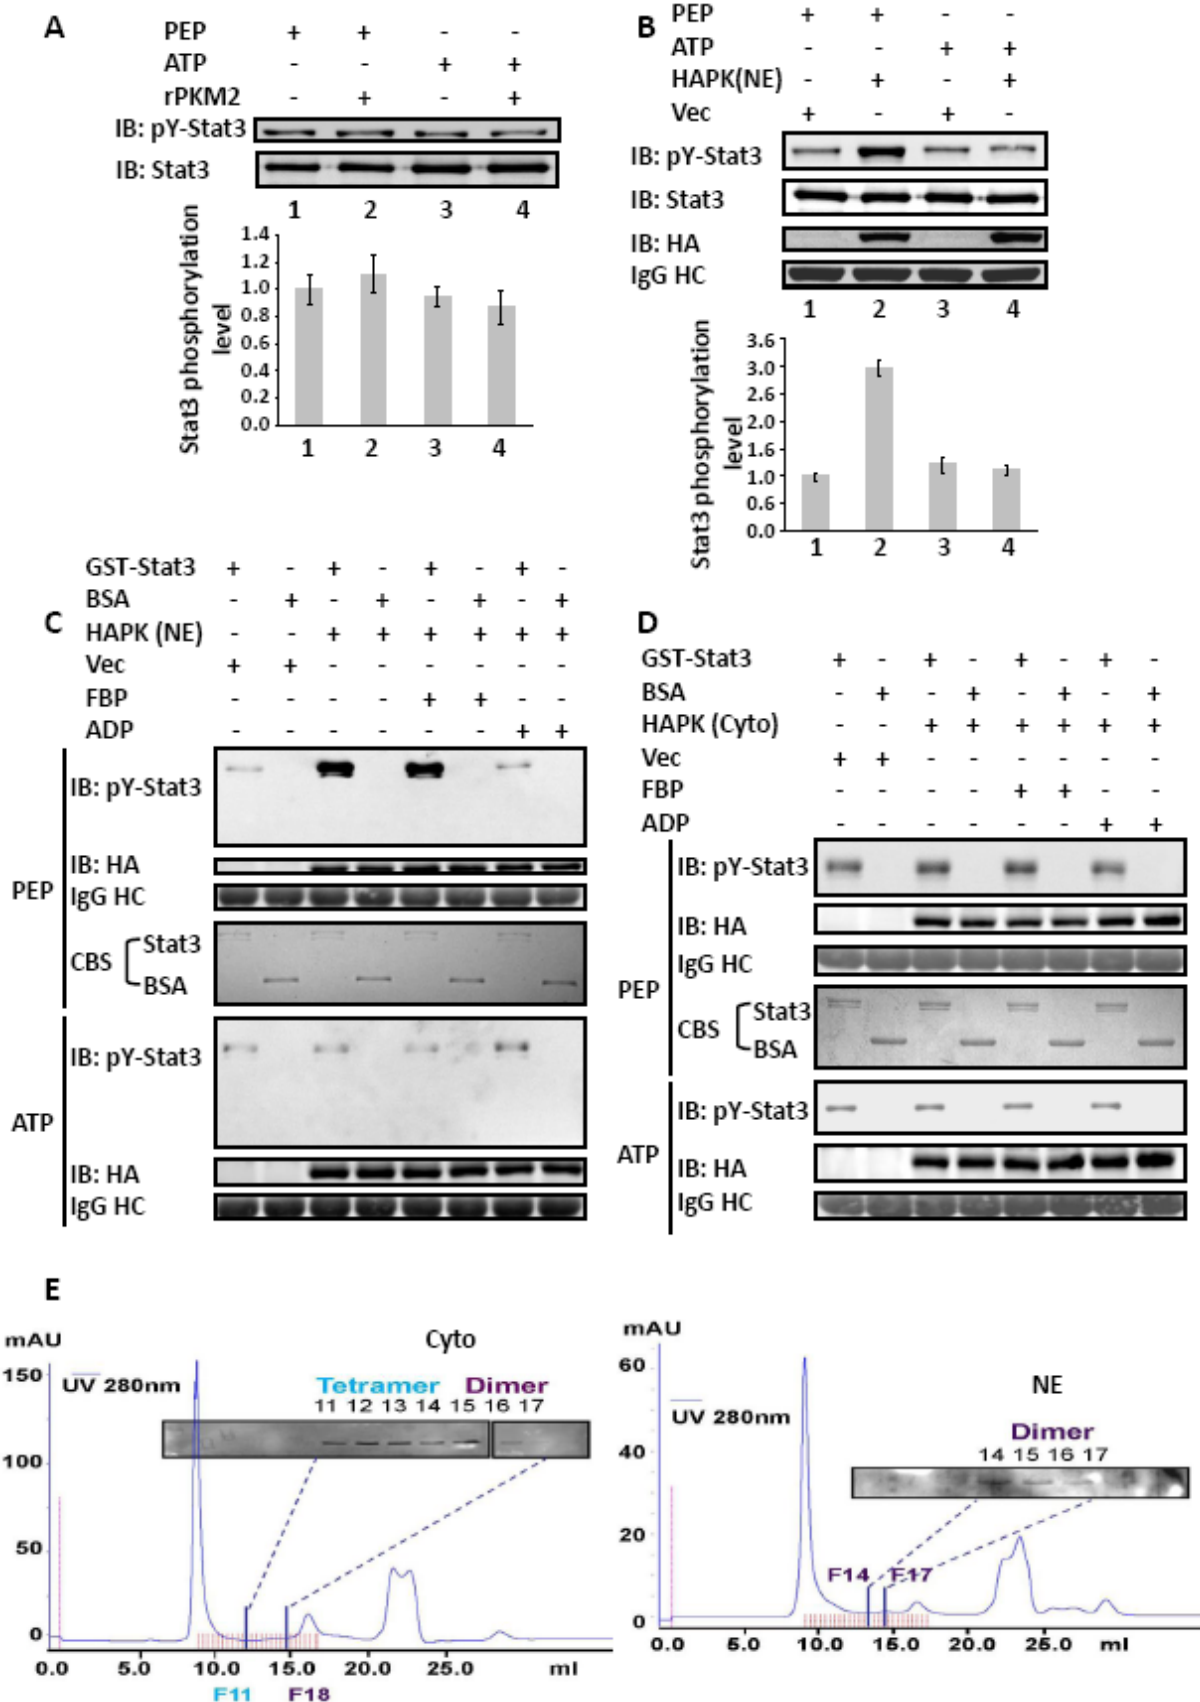 A
PEP + + - -
ATP - - + +
rPKM2 - + - +
IB: pY-Stat3
IB: Stat3
1 2 3 4
Stat3 phosphorylation level
1.4
1.2
1.0
0.8
0.6
0.4
0.2
0.0
1 2 3 4
B
PEP + + - -
ATP - - + +
HAPK(NE) - + - +
Vec + - + -
IB: pY-Stat3
IB: Stat3
IB: HA
IgG HC
1 2 3 4
Stat3 phosphorylation level
3.6
3.0
2.6
2.0
1.6
1.0
0.6
0.0
1 2 3 4
C
GST-Stat3 + - + - + - + -
BSA - + - + - + - +
HAPK (NE) - - + + + + + +
Vec + + - - - - - -
FBP - - - - + + - -
ADP - - - - - - + +
PEP
IB: pY-Stat3
IB: HA
IgG HC
CBS
Stat3
BSA
ATP
IB: pY-Stat3
IB: HA
IgG HC
D
GST-Stat3 + - + - + - + -
BSA - + - + - + - +
HAPK (Cyto) - - + + + + + +
Vec + + - - - - - -
FBP - - - - + + - -
ADP - - - - - - + +
PEP
IB: pY-Stat3
IB: HA
IgG HC
CBS
Stat3
BSA
ATP
IB: pY-Stat3
IB: HA
IgG HC
E
mAU
Cyto
150
UV 280nm
Tetramer Dimer
11 12 13 14 15 16 17
100
50
0
0.0 5.0 10.0 15.0 20.0 25.0 ml
F11 F18
mAU
60
NE
UV 280nm
Dimer
14 15 16 17
40
20
F14 F17
0
0.0 5.0 10.0 15.0 20.0 25.0 ml